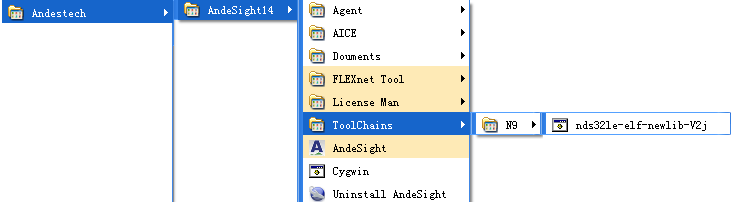 Andestech
AndeSight14
Agent
AICE
Douments
FLEXnet Tool
License Man
ToolChains
N9
nds32le-elf-newlib-V2j
AndeSight
Cygwin
Uninstall AndeSight